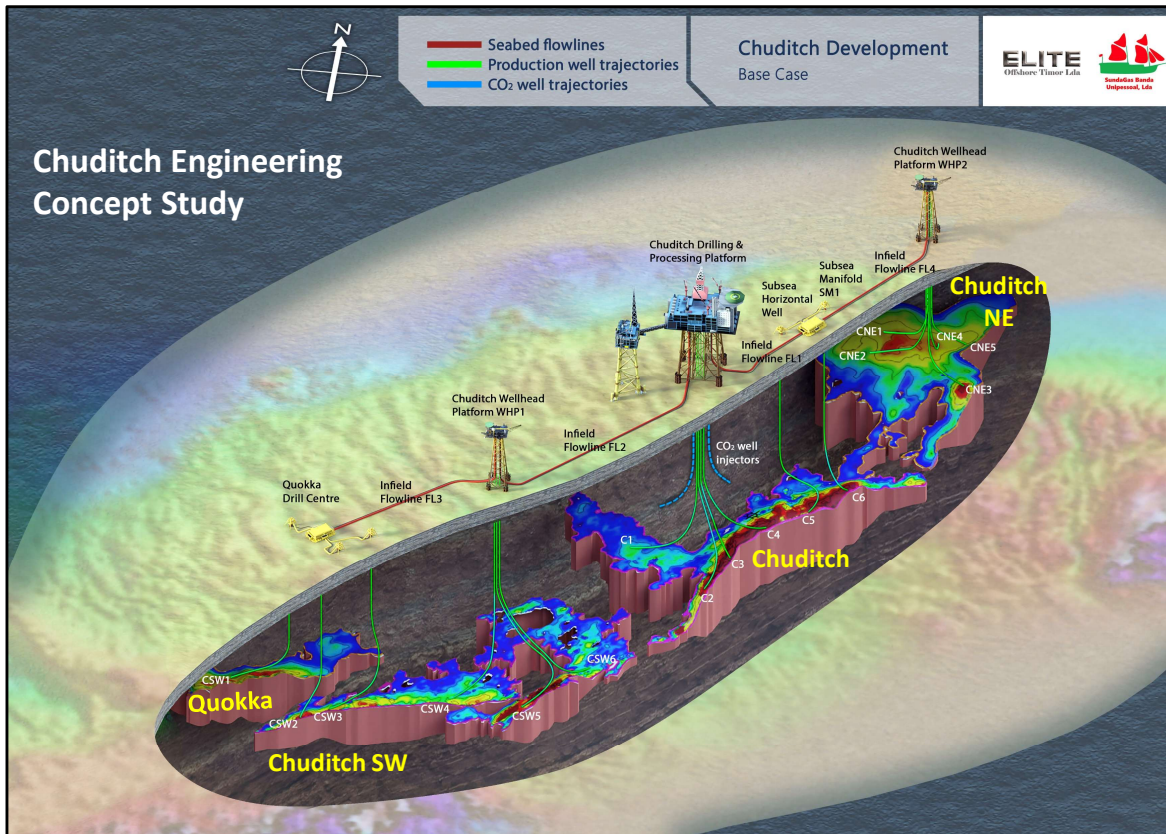 N
Seabed flowlines
Production well trajectories
CO₂ well trajectories
Chuditch Development
Base Case
ELITE
Offshore Timor Lda
SundaGas Banda
Unipessoal, Lda
Chuditch Engineering
Concept Study
Chuditch Wellhead
Platform WHP2
Chuditch Drilling &
Processing Platform
Subsea
Manifold
SM1
Infield
Flowline FL4
Subsea
Horizontal
Well
Chuditch
NE
CNE1
CNE4
CNE2
CNE5
CNE3
Infield
Flowline FL1
Chuditch Wellhead
Platform WHP1
Infield
Flowline FL2
CO₂ well
injectors
Quokka
Drill Centre
Infield
Flowline FL3
C6
C5
C4
C1
C3
C2
Chuditch
CSW6
CSW1
Quokka
CSW2
CSW3
CSW4
CSW5
Chuditch SW